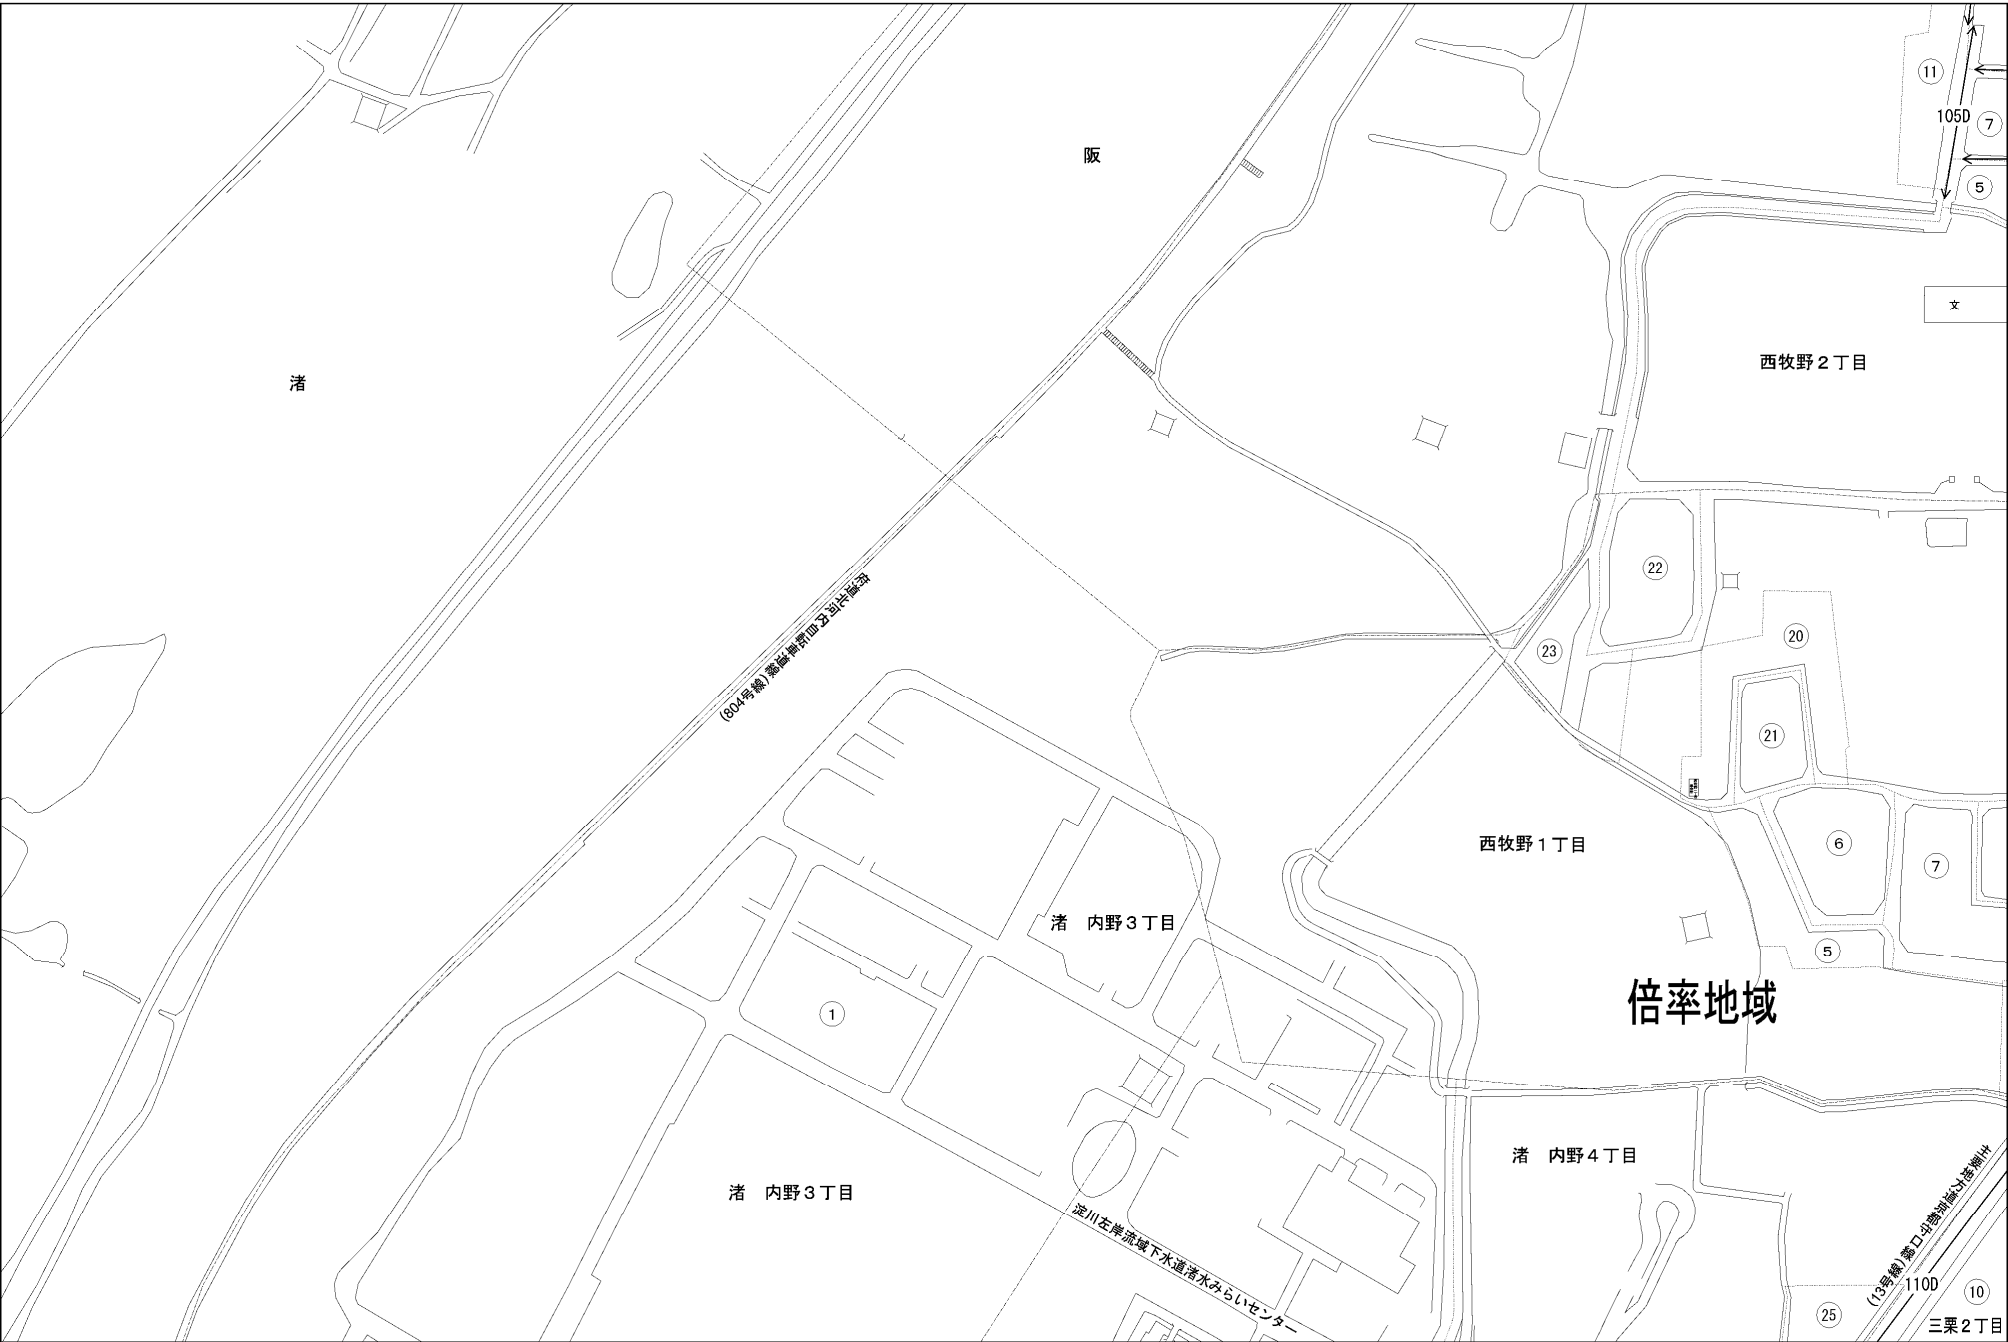 11
105D
7
阪
5
文
西牧野２丁目
渚
22
府道北河内自転車道線(804号線)
20
23
21
西牧野１丁目
6
7
渚　内野３丁目
5
倍率地域
1
渚　内野４丁目
主要地方道京都守口線(13号線)
渚　内野３丁目
淀川左岸流域下水道渚水みらいセンター
110D
10
25
三栗２丁目